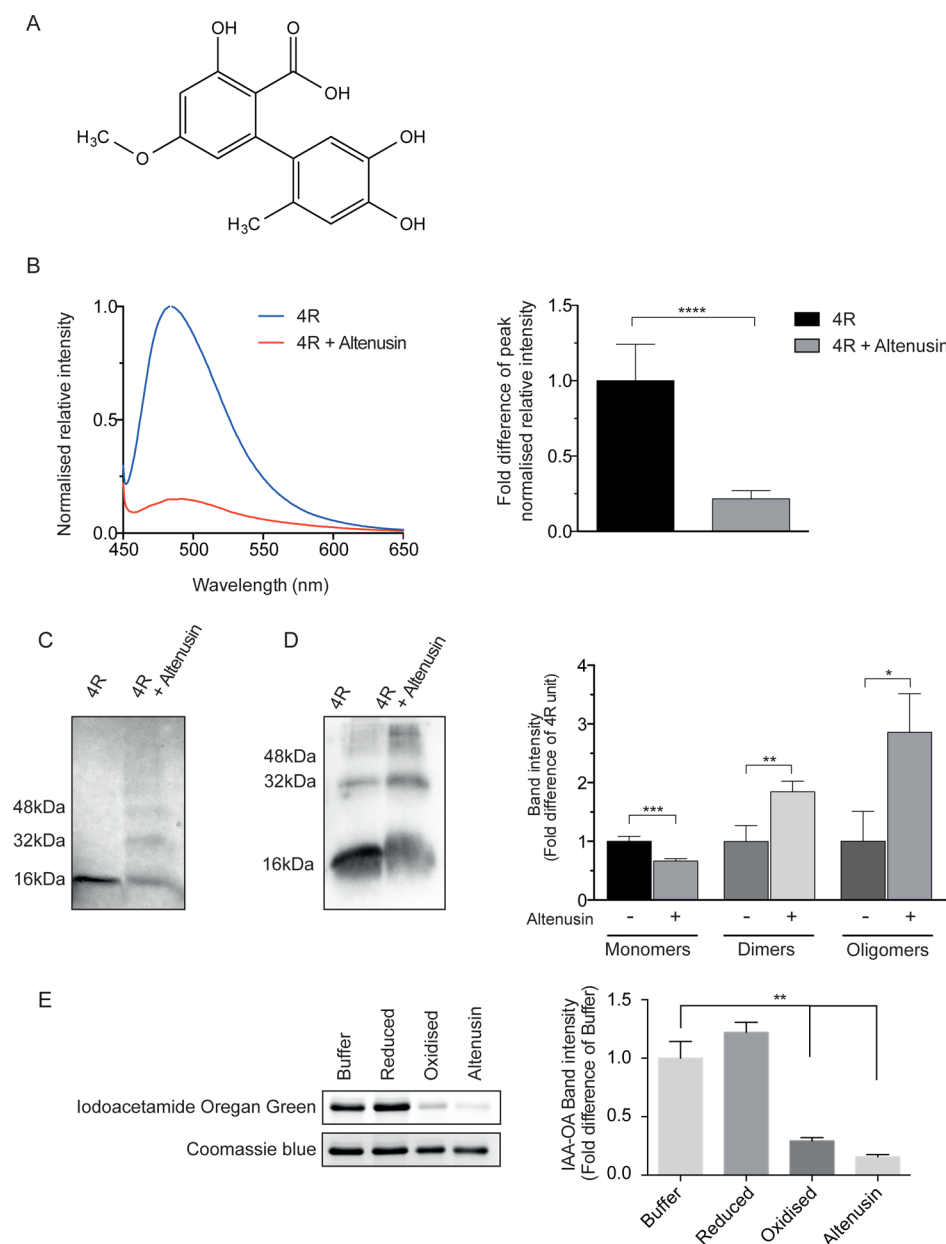 A
OH
O
OH
H3C
O
OH
H3C
OH
B
Normalised relative intensity
1.0
0.5
0.0
450
500
550
600
650
Wavelength (nm)
4R
4R + Altenusin
Fold difference of peak
normalised relative intensity
1.5
1.0
0.5
0.0
****
4R
4R + Altenusin
C
4R
4R
+ Altenusin
48kDa
32kDa
16kDa
D
4R
4R
+ Altenusin
48kDa
32kDa
16kDa
Band intensity
(Fold difference of 4R unit)
4
3
2
1
0
***
**
*
Altenusin - + - + - +
Monomers Dimers Oligomers
E
Buffer
Reduced
Oxidised
Altenusin
Iodoacetamide Oregan Green
Coomassie blue
IAA-OA Band intensity
(Fold difference of Buffer)
1.5
1.0
0.5
0.0
**
Buffer
Reduced
Oxidised
Altenusin